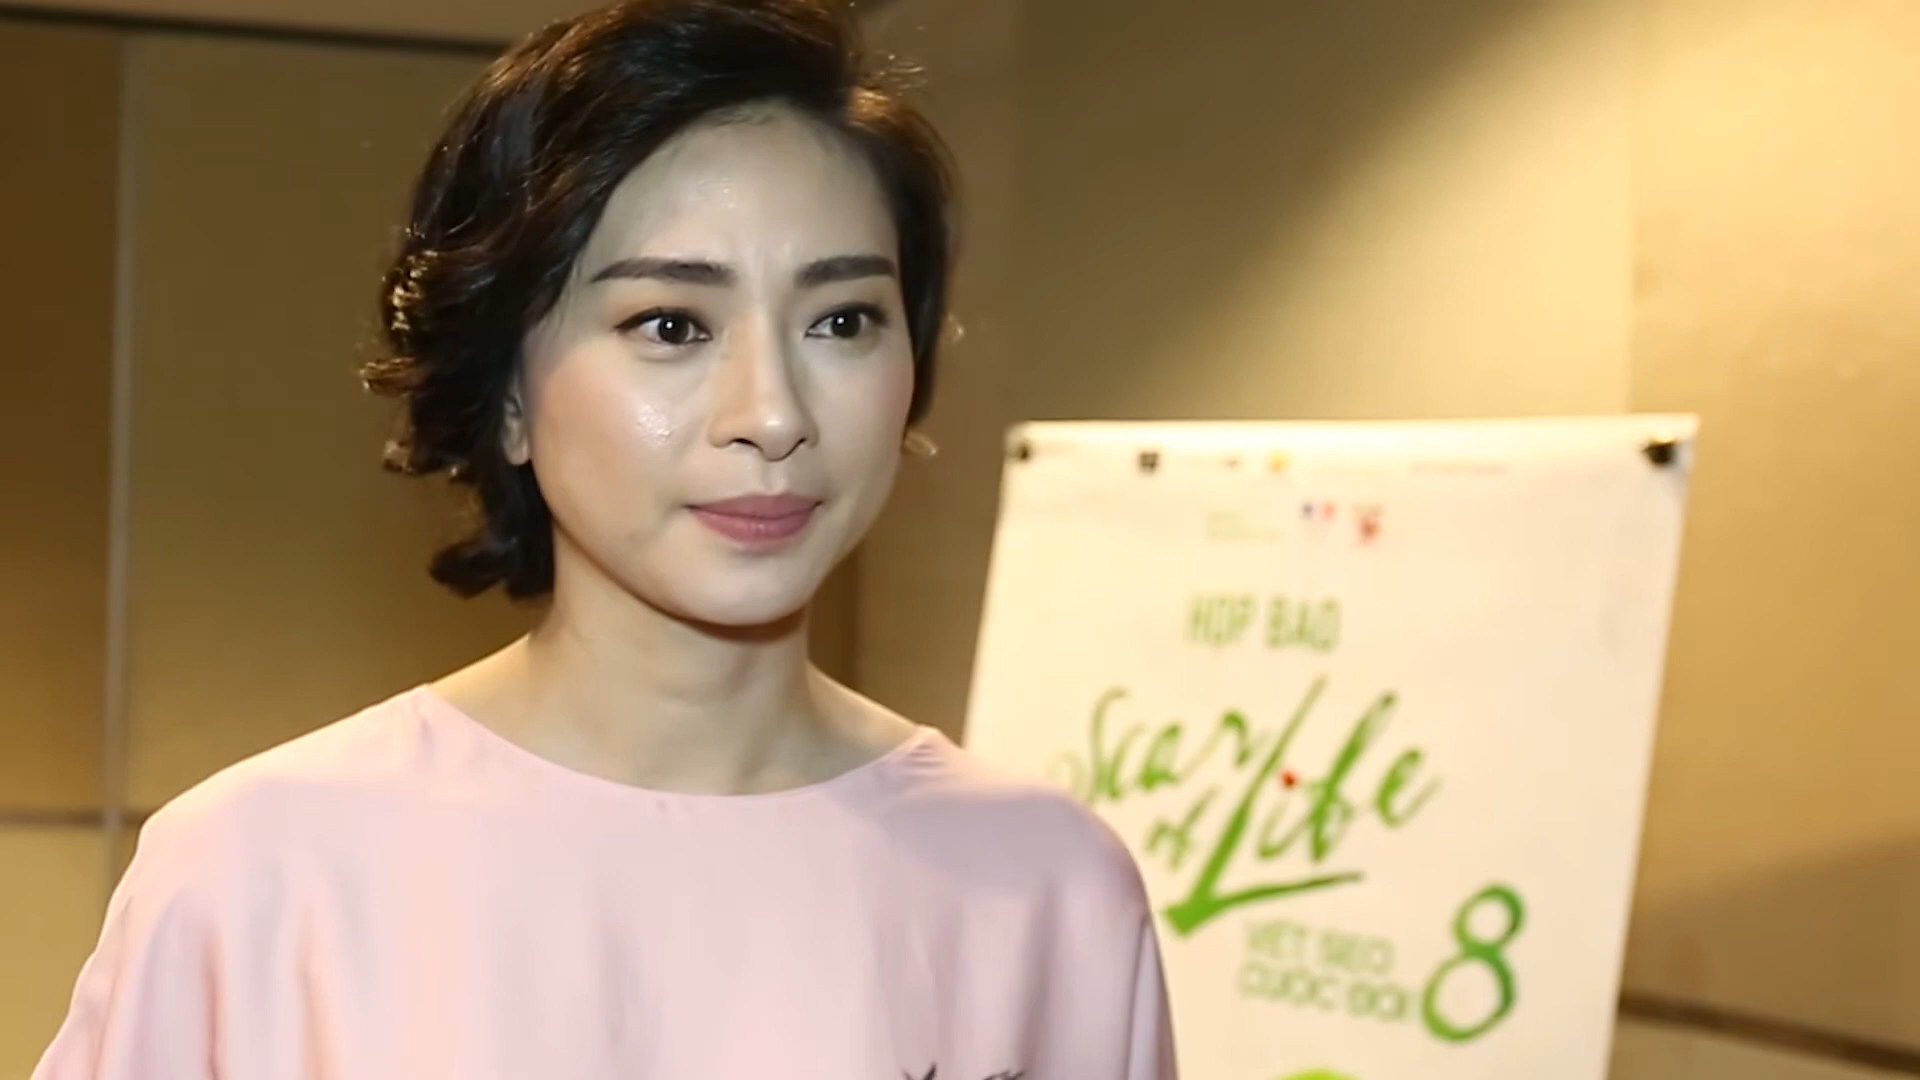 HỌP BÁO
Scar
of Life
VẾT SẸO
CUỘC ĐỜI 8